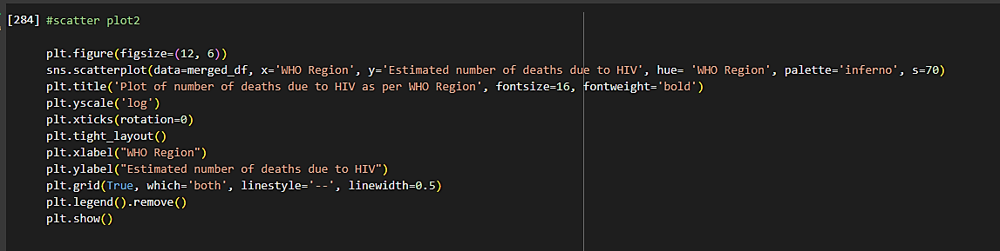 [284] #scatter plot2
plt.figure(figsize=(12, 6))
sns.scatterplot(data=merged_df, x='WHO Region', y='Estimated number of deaths due to HIV', hue= 'WHO Region', palette='inferno', s=70)
plt.title('Plot of number of deaths due to HIV as per WHO Region', fontsize=16, fontweight='bold')
plt.yscale('log')
plt.xticks(rotation=0)
plt.tight_layout()
plt.xlabel("WHO Region")
plt.ylabel("Estimated number of deaths due to HIV")
plt.grid(True, which='both', linestyle='--', linewidth=0.5)
plt.legend().remove()
plt.show()